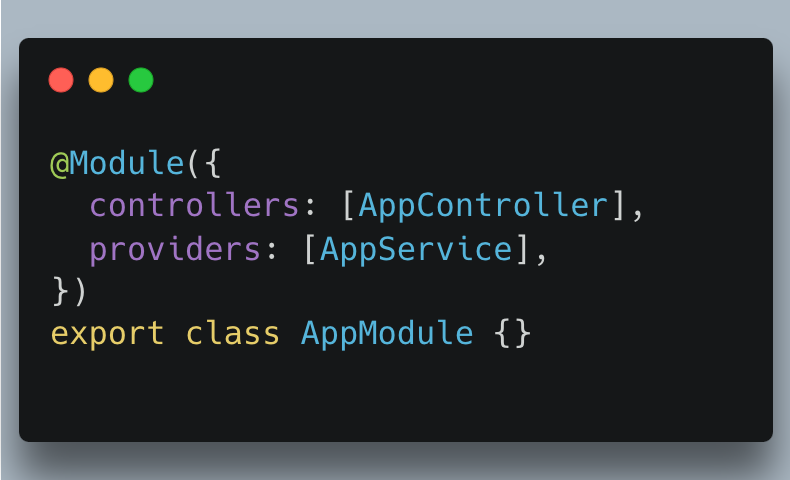 @Module({
  controllers: [AppController],
  providers: [AppService],
})
export class AppModule {}